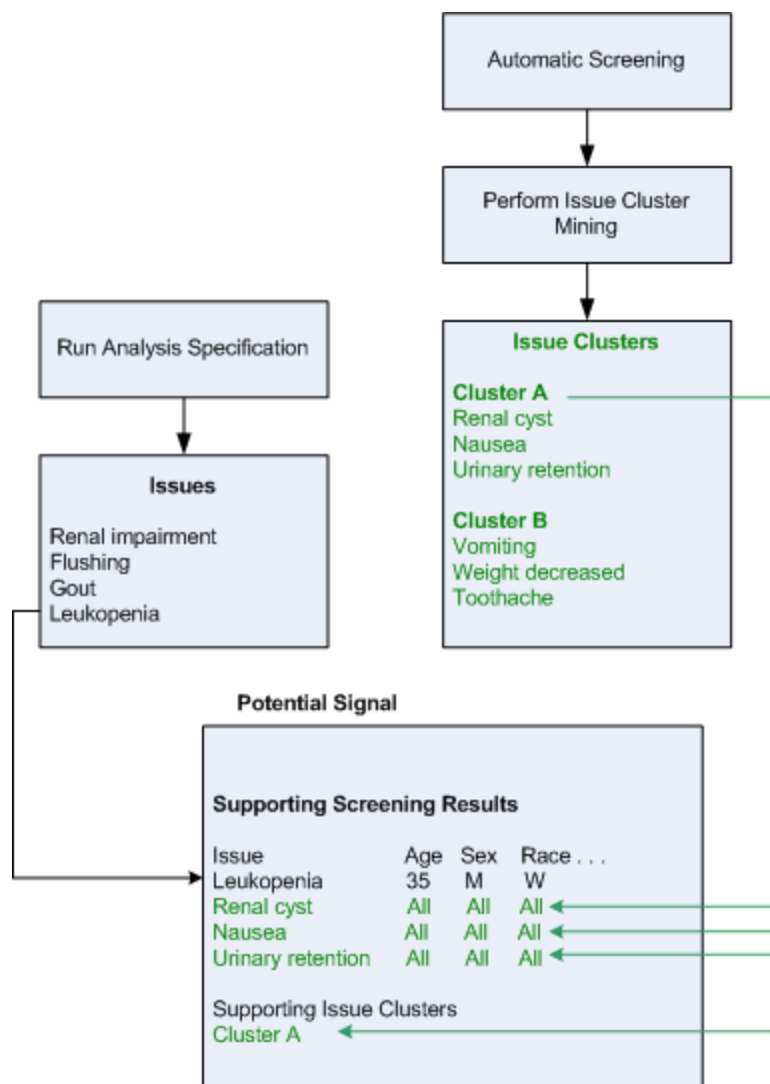 Automatic Screening
Perform Issue Cluster
Mining
Issue Clusters
Cluster A
Renal cyst
Nausea
Urinary retention
Cluster B
Vomiting
Weight decreased
Toothache
Run Analysis Specification
Issues
Renal impairment
Flushing
Gout
Leukopenia
Potential Signal
Supporting Screening Results
Issue Age Sex Race . . .
Leukopenia 35 M W
Renal cyst All All All
Nausea All All All
Urinary retention All All All
Supporting Issue Clusters
Cluster A